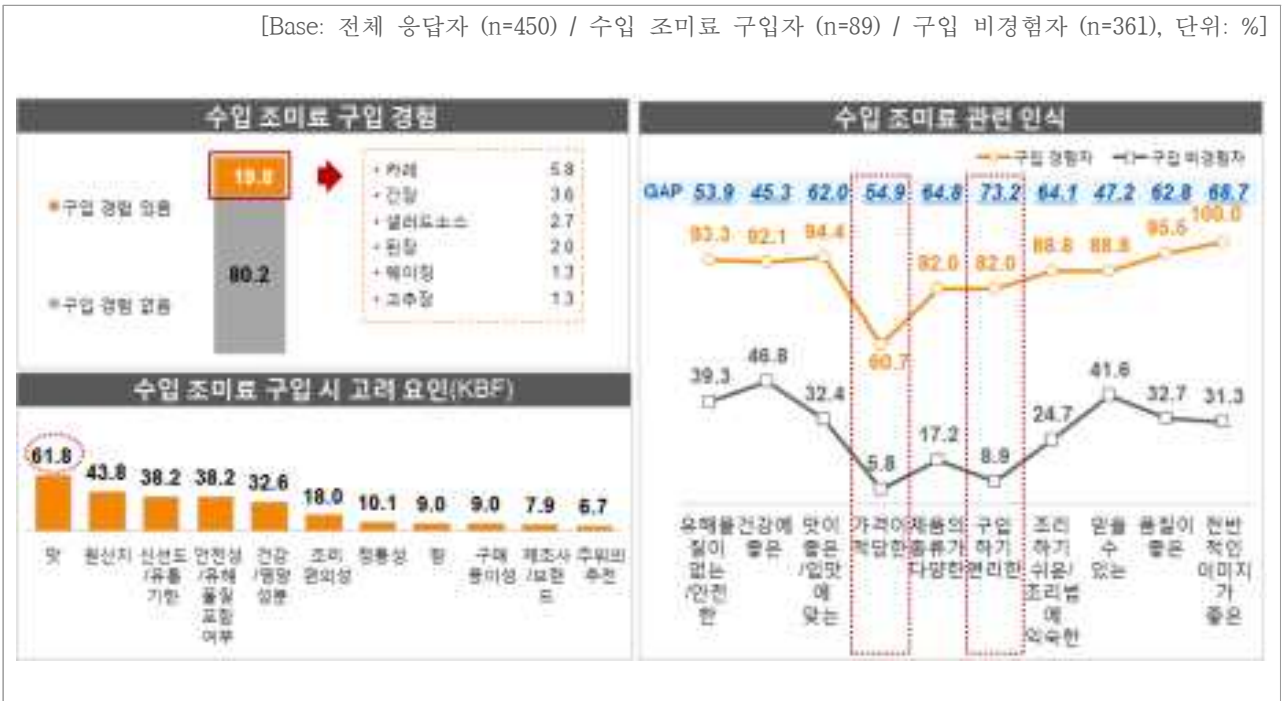 [Base: 전체 응답자 (n=450) / 수입 조미료 구입자 (n=89) / 구입 비경험자 (n=361), 단위: %]
수입 조미료 구입 경험
19.8
80.2
구입 경험 있음
구입 경험 없음
• 카레 5.8
• 간장 3.6
• 샐러드소스 2.7
• 된장 2.0
• 1.3
• 고추장 1.3
수입 조미료 구입 시 고려 요인(KBF)
61.8 43.8 38.2 38.2 32.6 18.0 10.1 9.0 9.0 7.9 6.7
맛 원산지 신선도 안전성 건강 조리 정통성 향 구매 제조사 주위의
/유통 /유해 /영양 편의성 용이성 /브랜 추천
기한 물질 성분 드
포함
여부
수입 조미료 관련 인식
구입 경험자 구입 비경험자
GAP 53.9 45.3 62.0 54.9 64.8 73.2 64.1 47.2 62.8 68.7
93.3 92.1 94.4 60.7 82.0 82.0 88.8 88.8 95.5 100.0
39.3 46.8 32.4 5.8 17.2 8.9 24.7 41.6 32.7 31.3
유해물 건강에 맛이 가격이 제품의 구입 조리 믿을 품질이 전반
질이 좋은 좋은 적당한 종류가 하기 하기 수 좋은 적인
없는 /입맛 다양한 편리한 쉬운/ 있는 이미지
/안전 에 조리법 가
한 맞는 에 좋은
익숙한